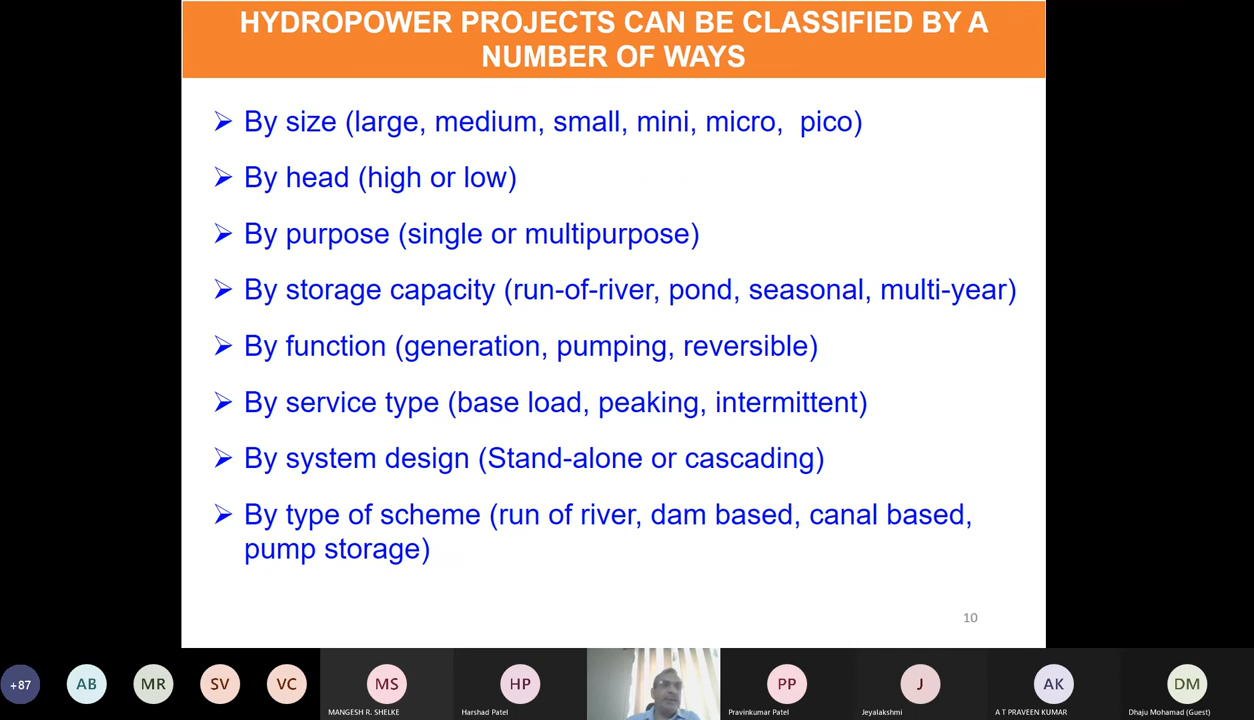 HYDROPOWER PROJECTS CAN BE CLASSIFIED BY A
NUMBER OF WAYS
➢ By size (large, medium, small, mini, micro,  pico)
➢ By head (high or low)
➢ By purpose (single or multipurpose)
➢ By storage capacity (run-of-river, pond, seasonal, multi-year)
➢ By function (generation, pumping, reversible)
➢ By service type (base load, peaking, intermittent)
➢ By system design (Stand-alone or cascading)
➢ By type of scheme (run of river, dam based, canal based,
pump storage)
10
+87 AB MR SV VC MS HP PP J AK DM
MANGESH R. SHELKE Harshad Patel Pravinkumar Patel Jeyalakshmi A T PRAVEEN KUMAR Dhaju Mohamad (Guest)